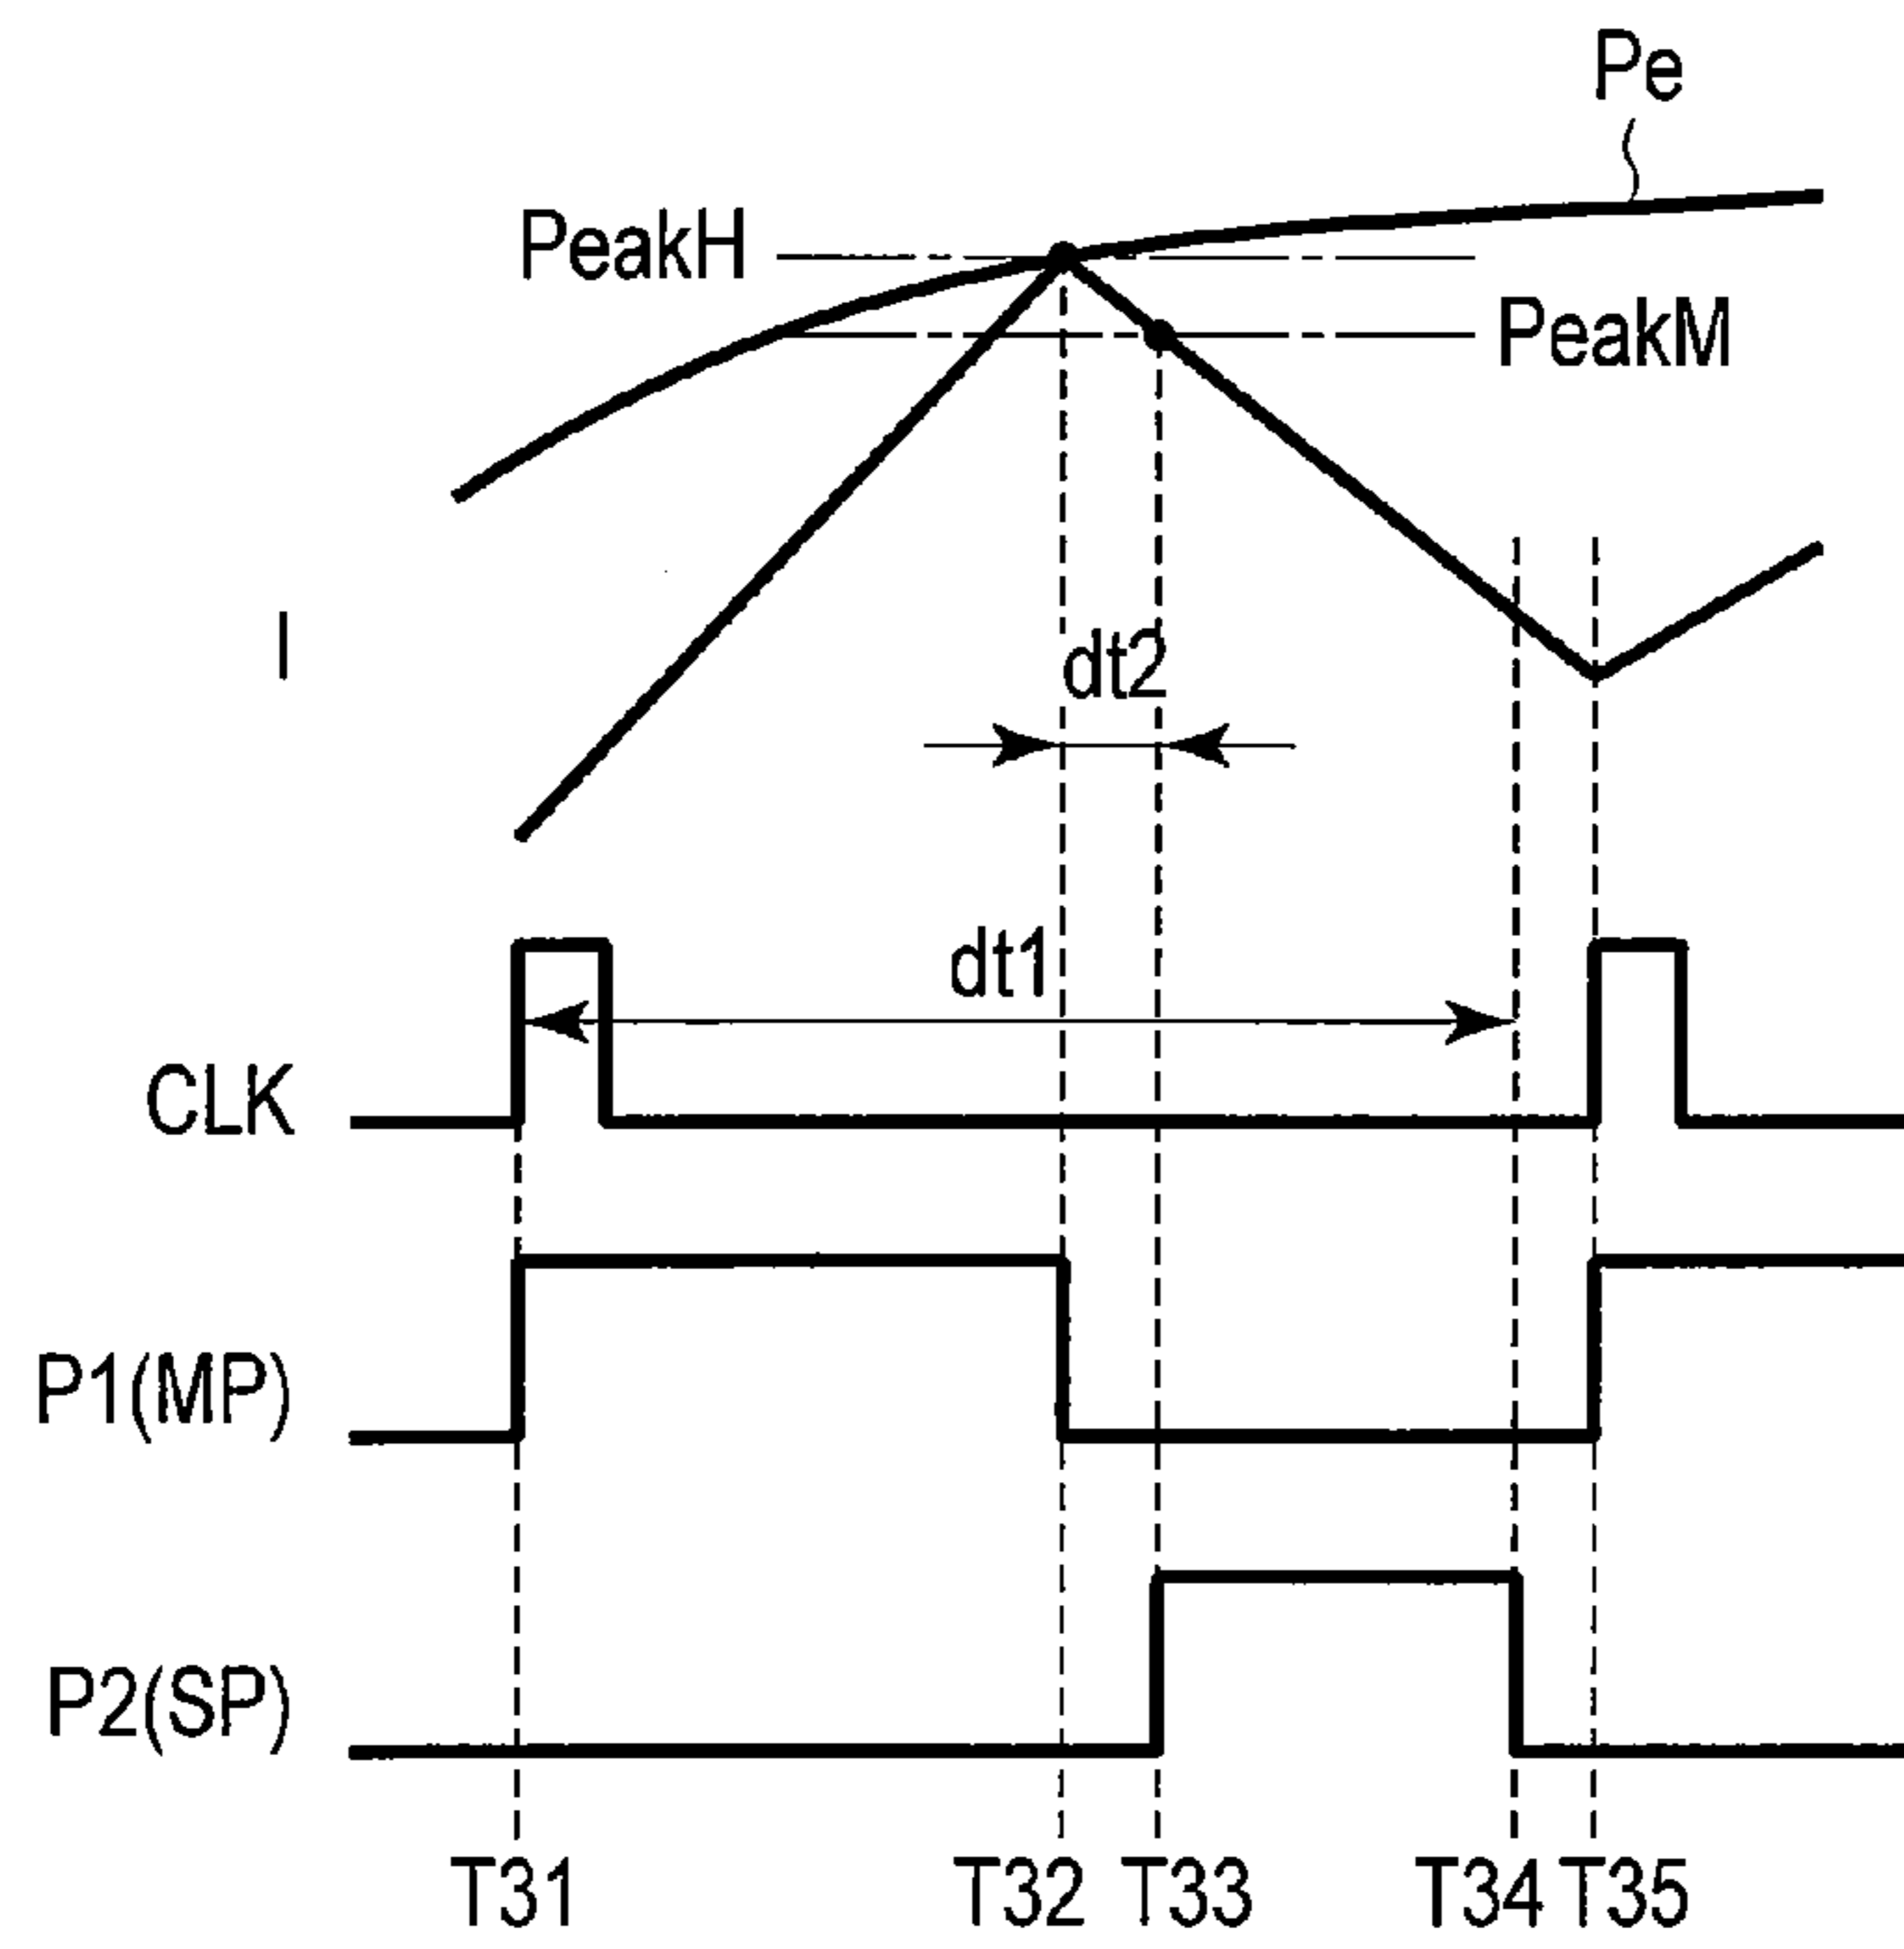 Pe
PeakH
PeakM
I
dt2
dt1
CLK
P1(MP)
P2(SP)
T31 T32 T33 T34 T35